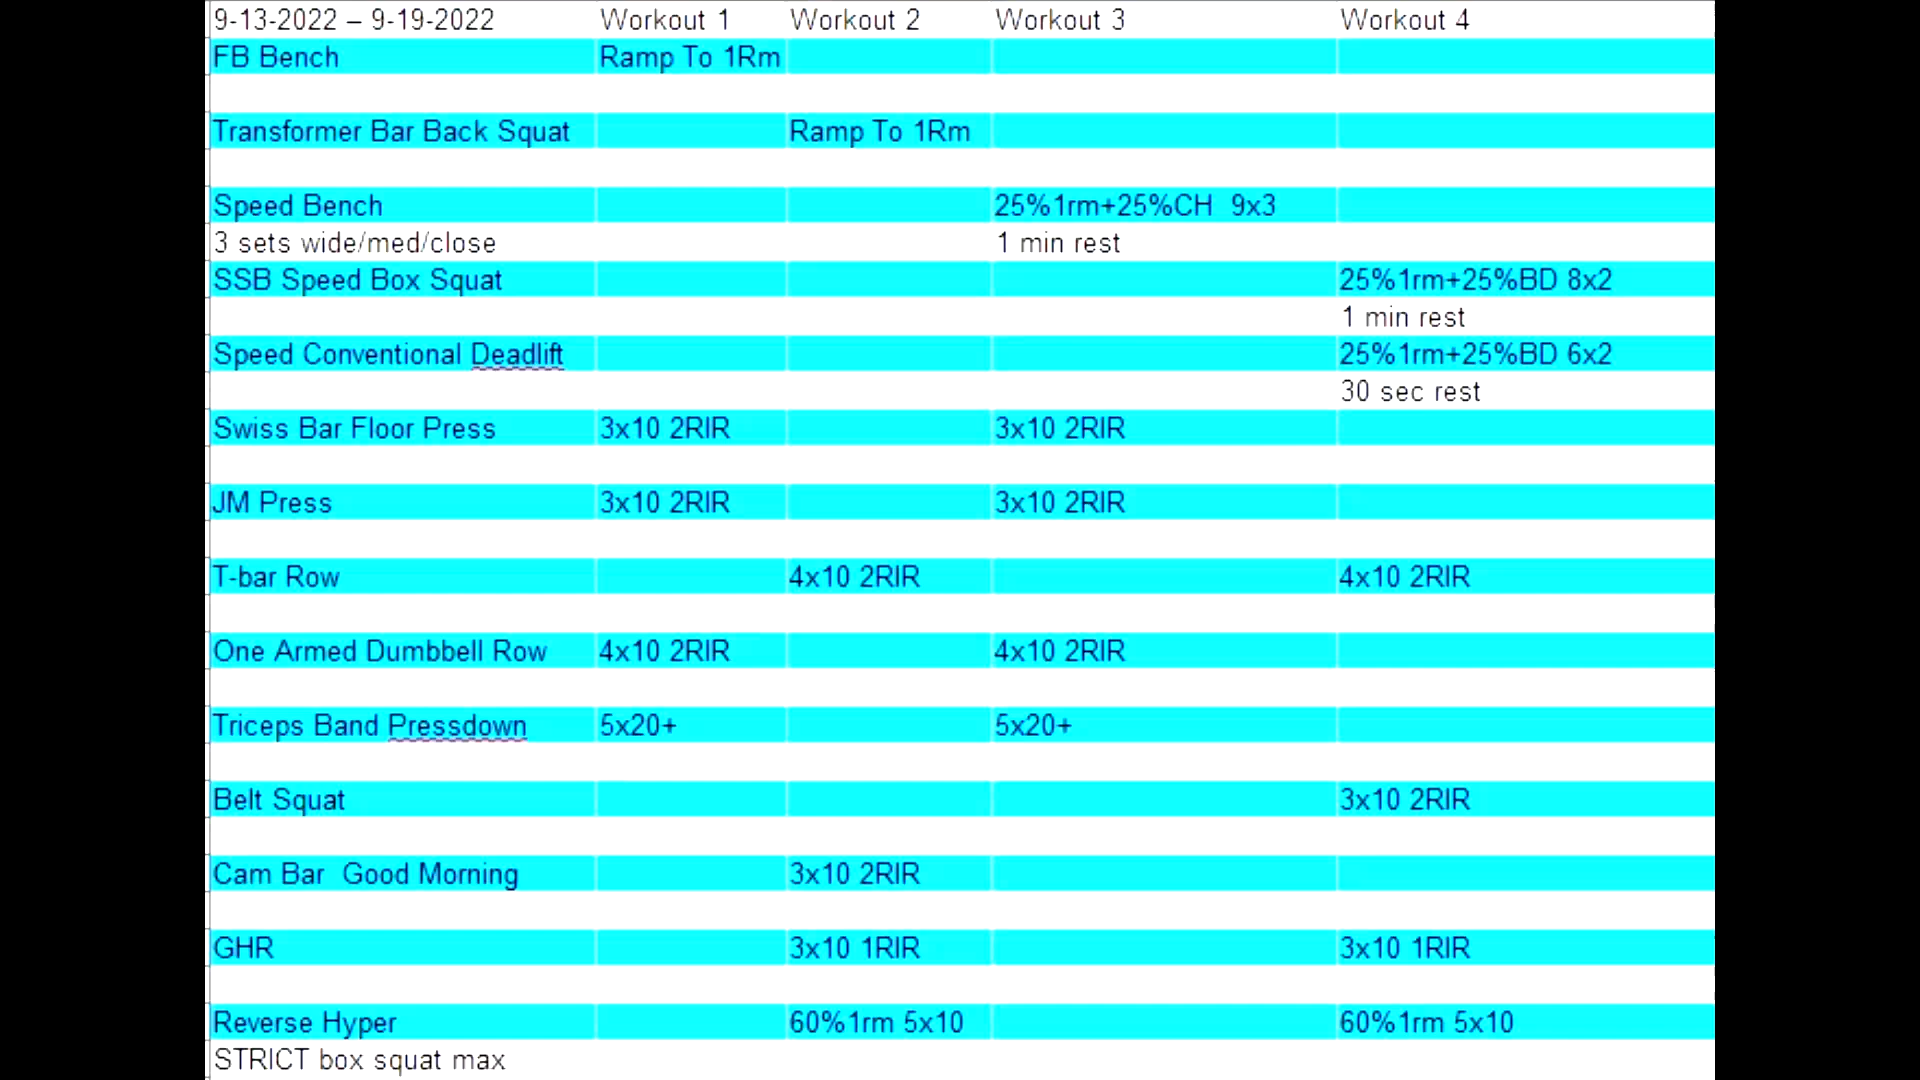 9-13-2022 – 9-19-2022 Workout 1 Workout 2 Workout 3 Workout 4
FB Bench Ramp To 1Rm
Transformer Bar Back Squat Ramp To 1Rm
Speed Bench 25%1rm+25%CH 9x3
3 sets wide/med/close 1 min rest
SSB Speed Box Squat 25%1rm+25%BD 8x2
1 min rest
Speed Conventional Deadlift 25%1rm+25%BD 6x2
30 sec rest
Swiss Bar Floor Press 3x10 2RIR 3x10 2RIR
JM Press 3x10 2RIR 3x10 2RIR
T-bar Row 4x10 2RIR 4x10 2RIR
One Armed Dumbbell Row 4x10 2RIR 4x10 2RIR
Triceps Band Pressdown 5x20+ 5x20+
Belt Squat 3x10 2RIR
Cam Bar Good Morning 3x10 2RIR
GHR 3x10 1RIR 3x10 1RIR
Reverse Hyper 60%1rm 5x10 60%1rm 5x10
STRICT box squat max